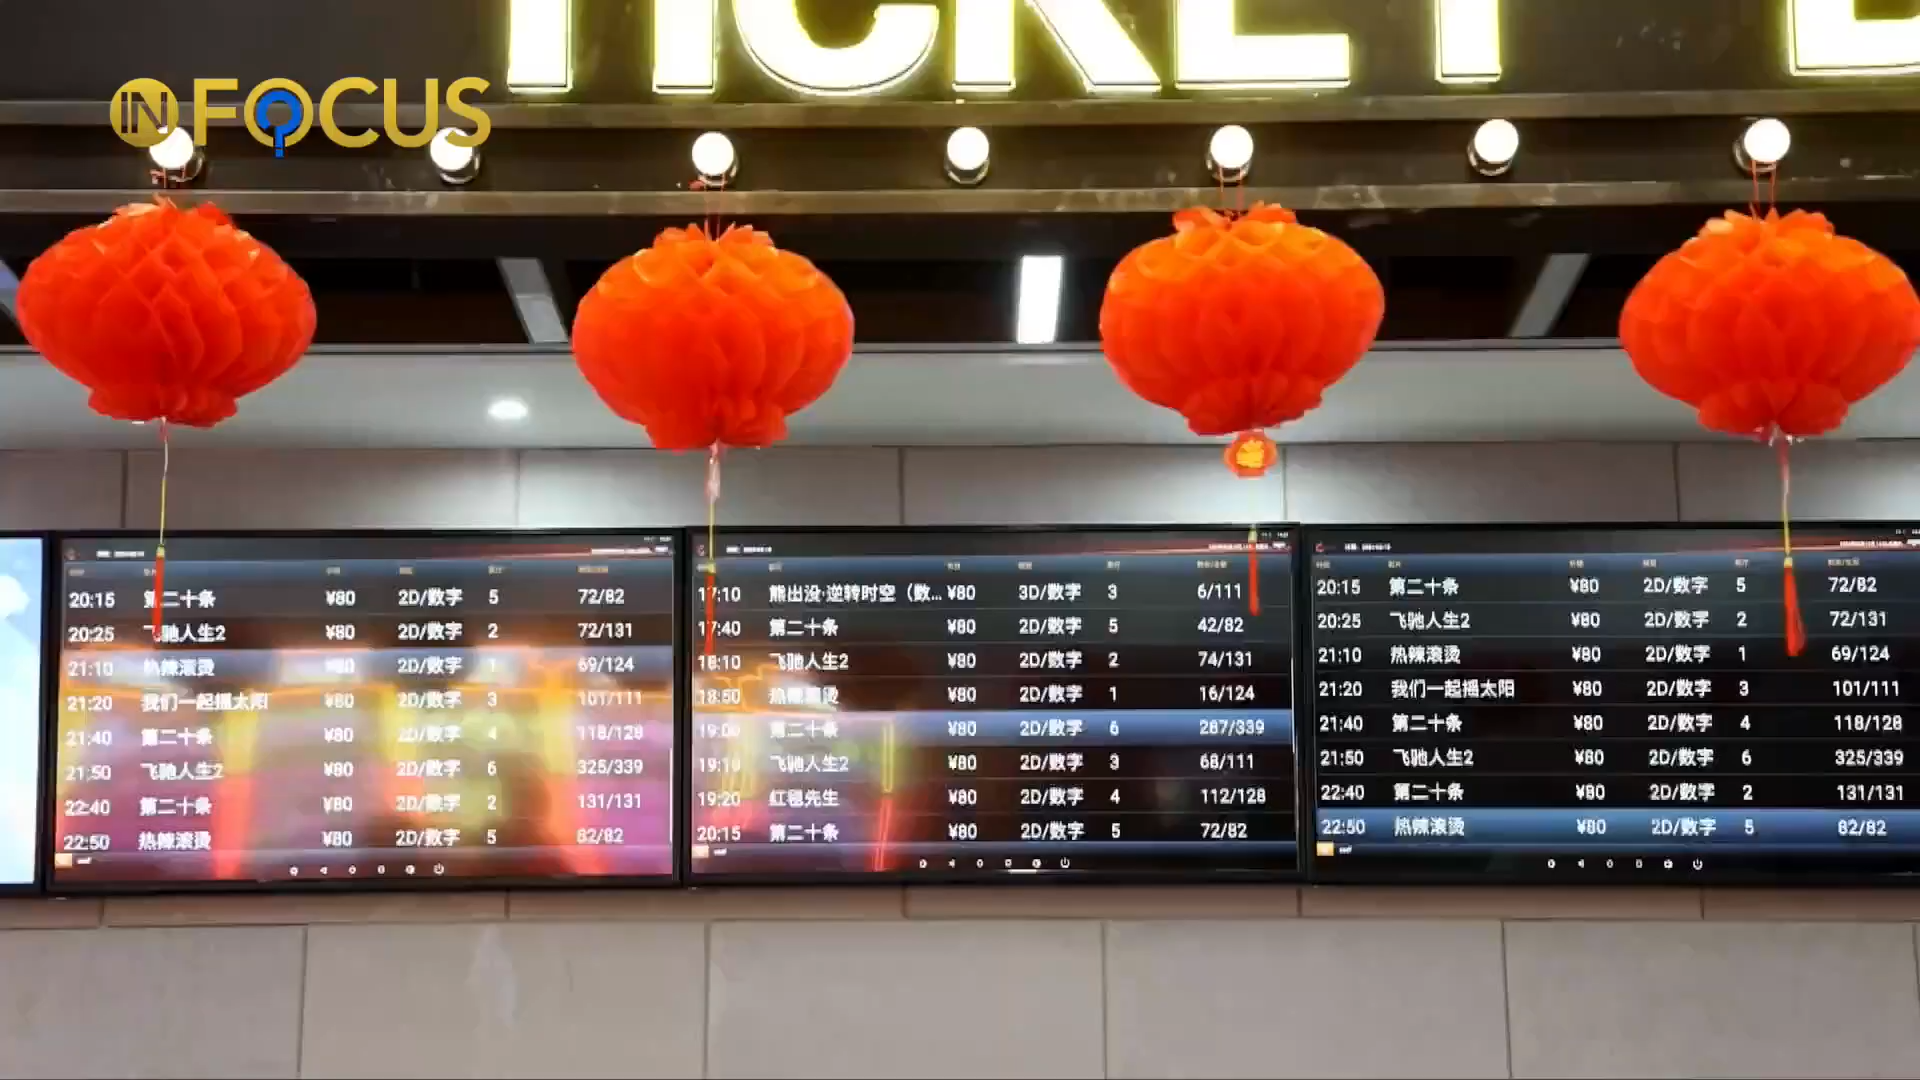 TICKET
IN FOCUS
20:15 第二十条 ¥80 2D/数字 5 72/82
20:25 飞驰人生2 ¥80 2D/数字 2 72/131
21:10 热辣滚烫 ¥80 2D/数字 1 69/124
21:20 我们一起摇太阳 ¥80 2D/数字 3 101/111
21:40 第二十条 ¥80 2D/数字 4 118/128
21:50 飞驰人生2 ¥80 2D/数字 6 325/339
22:40 第二十条 ¥80 2D/数字 2 131/131
22:50 热辣滚烫 ¥80 2D/数字 5 82/82
17:10 熊出没·逆转时空（数... ¥80 3D/数字 3 6/111
17:40 第二十条 ¥80 2D/数字 5 42/82
18:10 飞驰人生2 ¥80 2D/数字 2 74/131
18:50 热辣滚烫 ¥80 2D/数字 1 16/124
19:00 第二十条 ¥80 2D/数字 6 287/339
19:10 飞驰人生2 ¥80 2D/数字 3 68/111
19:20 红毯先生 ¥80 2D/数字 4 112/128
20:15 第二十条 ¥80 2D/数字 5 72/82
20:15 第二十条 ¥80 2D/数字 5 72/82
20:25 飞驰人生2 ¥80 2D/数字 2 72/131
21:10 热辣滚烫 ¥80 2D/数字 1 69/124
21:20 我们一起摇太阳 ¥80 2D/数字 3 101/111
21:40 第二十条 ¥80 2D/数字 4 118/128
21:50 飞驰人生2 ¥80 2D/数字 6 325/339
22:40 第二十条 ¥80 2D/数字 2 131/131
22:50 热辣滚烫 ¥80 2D/数字 5 82/82